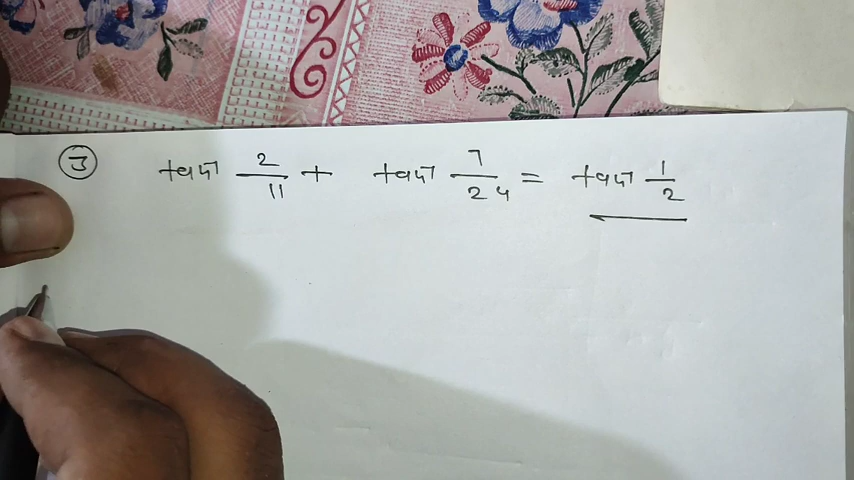 ③ tan⁻¹ 2/11 + tan⁻¹ 7/24 = tan⁻¹ 1/2